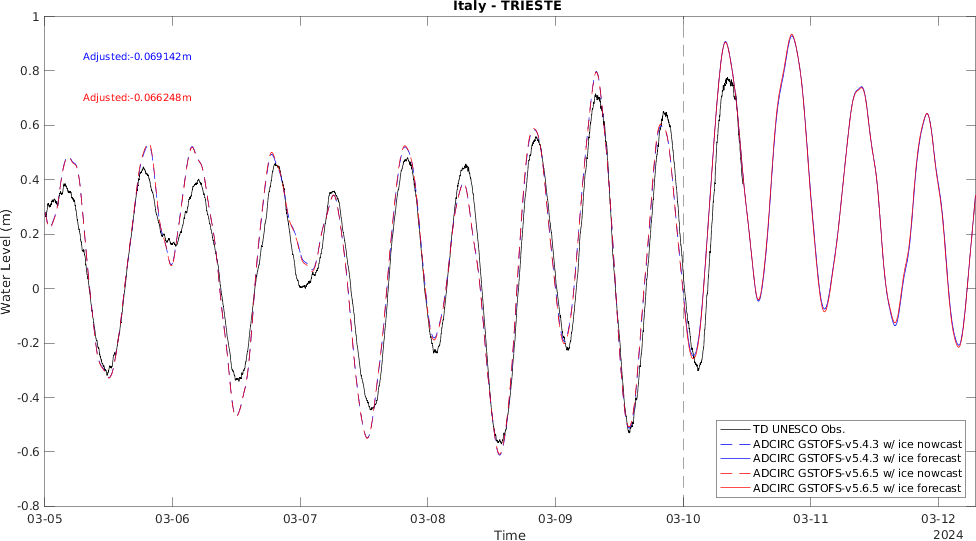 Italy - TRIESTE
Adjusted:-0.069142m
Adjusted:-0.066248m
Water Level (m)
1
0.8
0.6
0.4
0.2
0
-0.2
-0.4
-0.6
-0.8
TD UNESCO Obs.
ADCIRC GSTOFS-v5.4.3 w/ ice nowcast
ADCIRC GSTOFS-v5.4.3 w/ ice forecast
ADCIRC GSTOFS-v5.6.5 w/ ice nowcast
ADCIRC GSTOFS-v5.6.5 w/ ice forecast
03-05 03-06 03-07 03-08 03-09 03-10 03-11 03-12
Time
2024